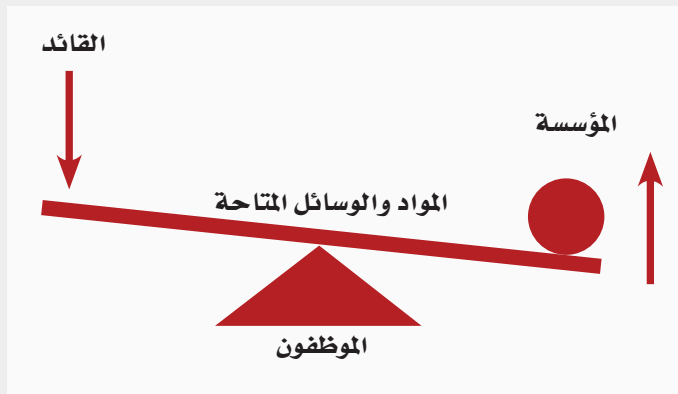 القائد
المؤسسة
المواد والوسائل المتاحة
الموظفون